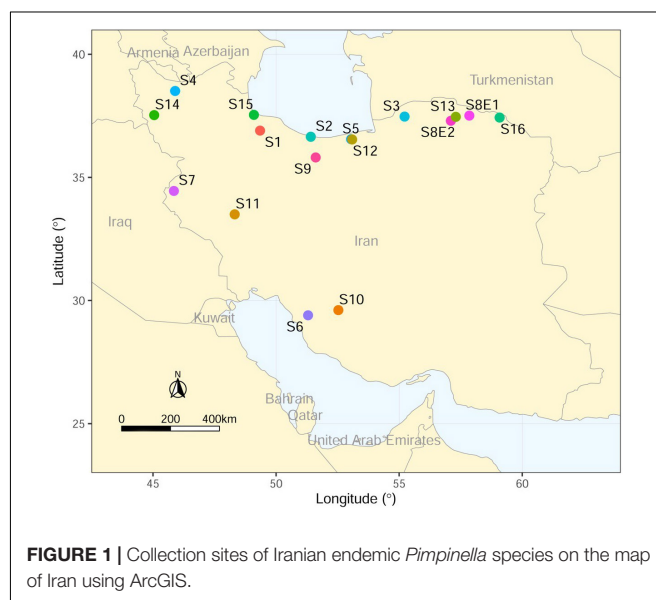 40
Armenia Azerbaijan
S4
Turkmenistan
S14
S15
S3
S13
S8E1
S2
S5
S8E2
S16
S1
S12
35
S9
S7
S11
Iraq
Iran
Latitude (°)
30
S10
Kuwait
S6
N
Bahrain
0 200 400km
Qatar
25
United Arab Emirates
45 50 55 60
Longitude (°)
FIGURE 1 | Collection sites of Iranian endemic Pimpinella species on the map
of Iran using ArcGIS.